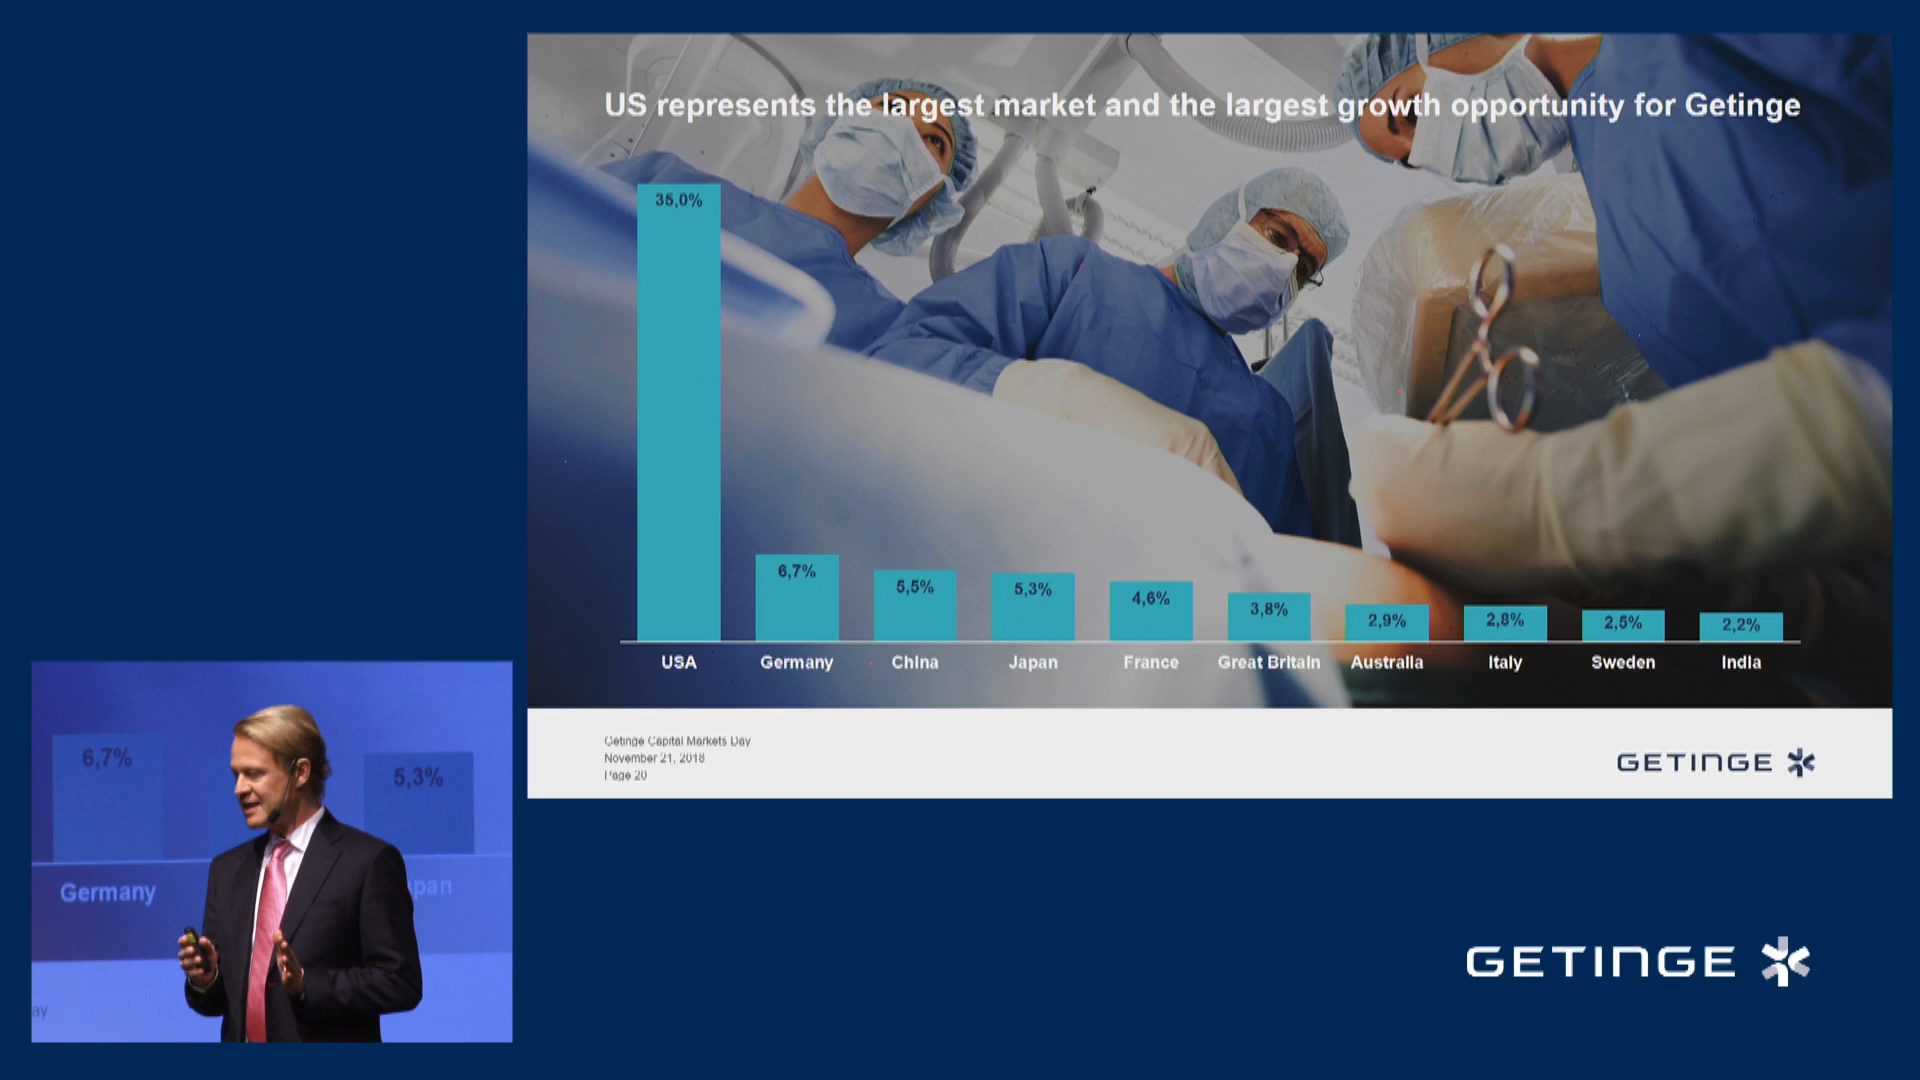 US represents the largest market and the largest growth opportunity for Getinge
35,0%
6,7%
5,5%
5,3%
4,6%
3,8%
2,9%
2,8%
2,5%
2,2%
USA
Germany
China
Japan
France
Great Britain
Australia
Italy
Sweden
India
Getinge Capital Markets Day
November 21, 2018
Page 20
GETINGE
6,7%
5,3%
Germany
pan
ay
GETINGE